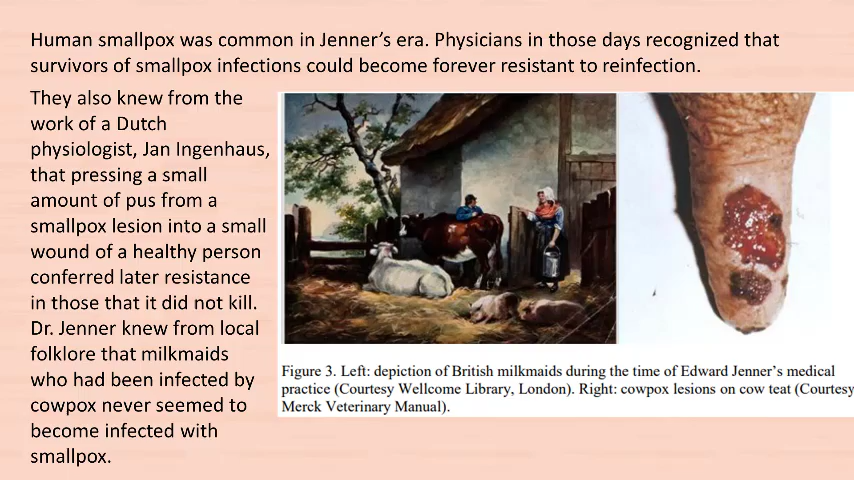 Human smallpox was common in Jenner’s era. Physicians in those days recognized that
survivors of smallpox infections could become forever resistant to reinfection.
They also knew from the
work of a Dutch
physiologist, Jan Ingenhaus,
that pressing a small
amount of pus from a
smallpox lesion into a small
wound of a healthy person
conferred later resistance
in those that it did not kill.
Dr. Jenner knew from local
folklore that milkmaids
who had been infected by
cowpox never seemed to
become infected with
smallpox.
Figure 3. Left: depiction of British milkmaids during the time of Edward Jenner’s medical
practice (Courtesy Wellcome Library, London). Right: cowpox lesions on cow teat (Courtesy
Merck Veterinary Manual).